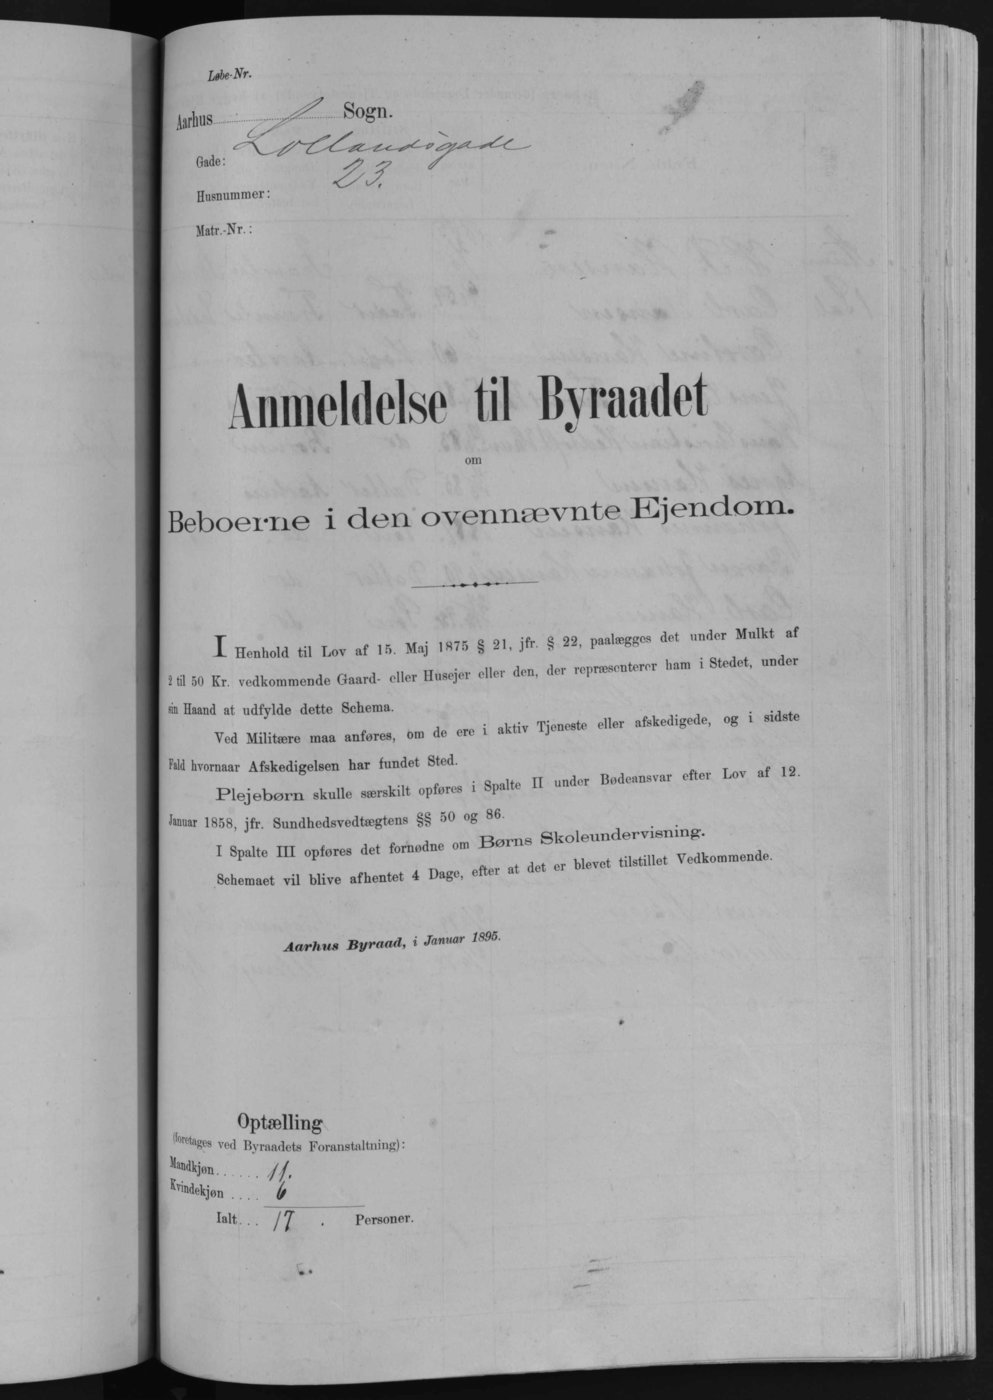 Løbe-Nr.
Aarhus Sogn.
Gade: Lollandsgade
Husnummer: 23.
Matr.-Nr.:
Anmeldelse til Byraadet
om
Beboerne i den ovennævnte Ejendom.
I Henhold til Lov af 15. Maj 1875 § 21, jfr. § 22, paalægges det under Mulkt af
2 til 50 Kr. vedkommende Gaard- eller Husejer eller den, der repræsenterer ham i Stedet, under
sin Haand at udfylde dette Schema.
Ved Militære maa anføres, om de ere i aktiv Tjeneste eller afskedigede, og i sidste
Fald hvornaar Afskedigelsen har fundet Sted.
Plejebørn skulle særskilt opføres i Spalte II under Bødeansvar efter Lov af 12.
Januar 1858, jfr. Sundhedsvedtægtens §§ 50 og 86.
I Spalte III opføres det fornødne om Børns Skoleundervisning.
Schemaet vil blive afhentet 4 Dage, efter at det er blevet tilstillet Vedkommende.
Aarhus Byraad, i Januar 1895.
Optælling
(foretages ved Byraadets Foranstaltning):
Mandkjøn...... 11.
Kvindekjøn .... 6
Ialt... 17 . Personer.